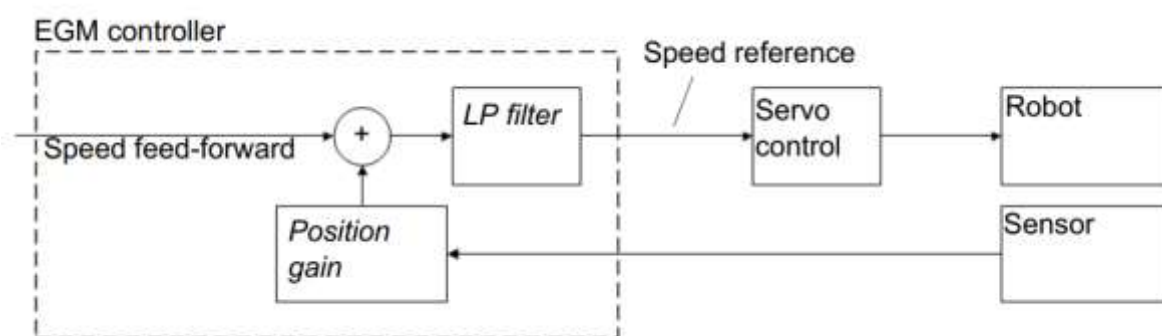 EGM controller
Speed reference
LP filter
Servo
control
Robot
+
Speed feed-forward
Position
gain
Sensor